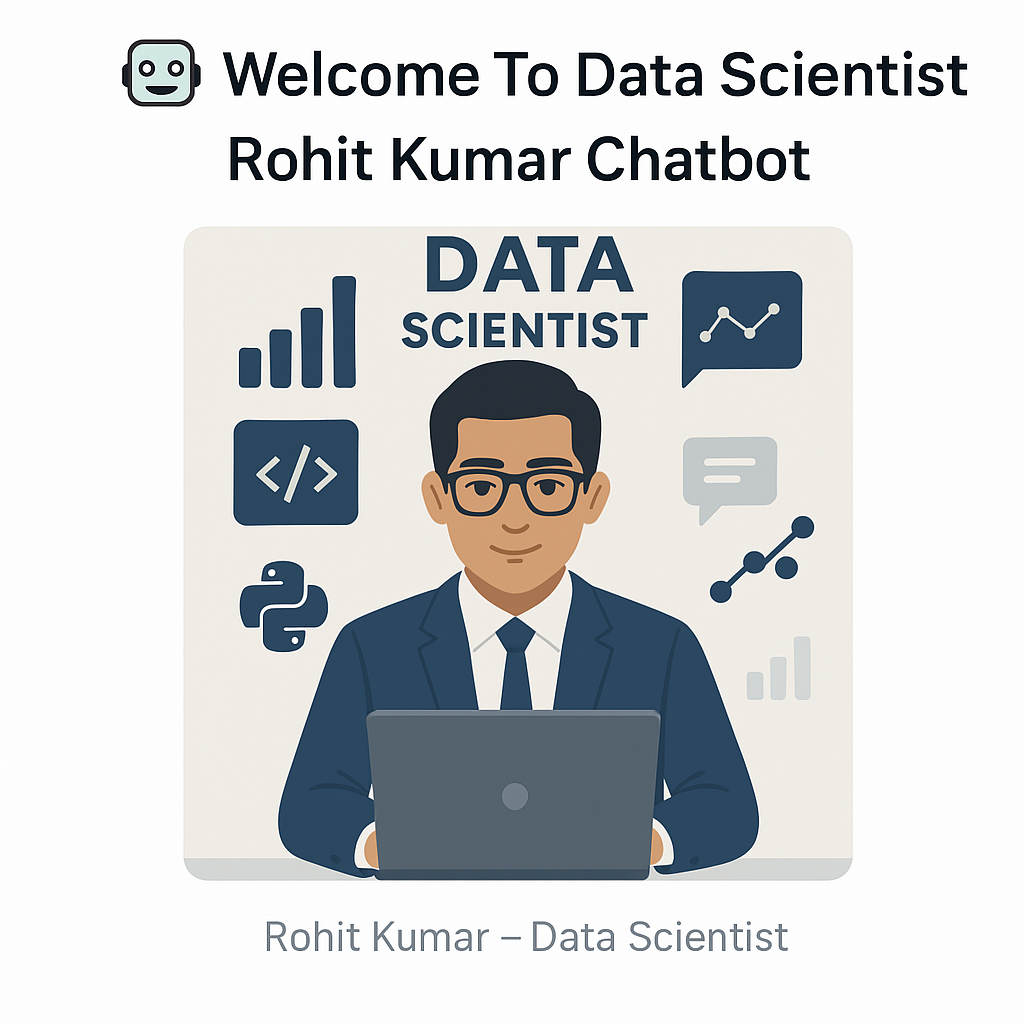 Welcome To Data Scientist
Rohit Kumar Chatbot
DATA
SCIENTIST
</>
Rohit Kumar – Data Scientist